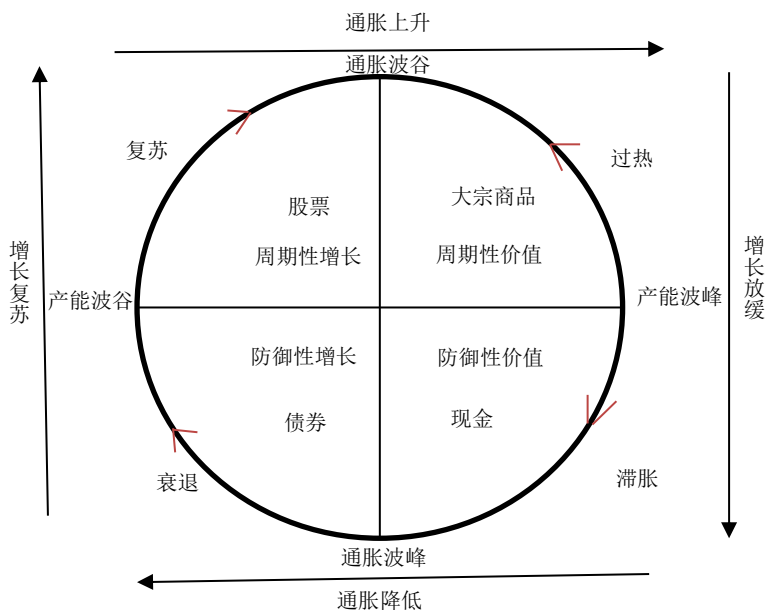 通胀上升
通胀波谷
复苏
过热
股票
大宗商品
周期性增长
周期性价值
增长复苏
增长放缓
产能波谷
产能波峰
防御性增长
防御性价值
债券
现金
衰退
滞胀
通胀波峰
通胀降低